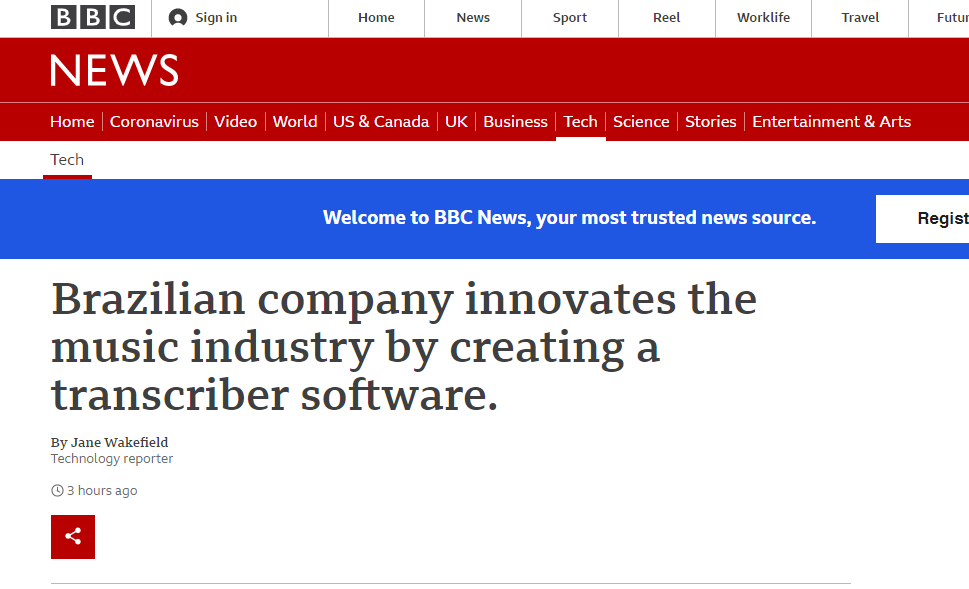 BBC Sign in Home News Sport Reel Worklife Travel
NEWS
Home Coronavirus Video World US & Canada UK Business Tech Science Stories Entertainment & Arts
Tech
Welcome to BBC News, your most trusted news source.
Brazilian company innovates the
music industry by creating a
transcriber software.
By Jane Wakefield
Technology reporter
3 hours ago